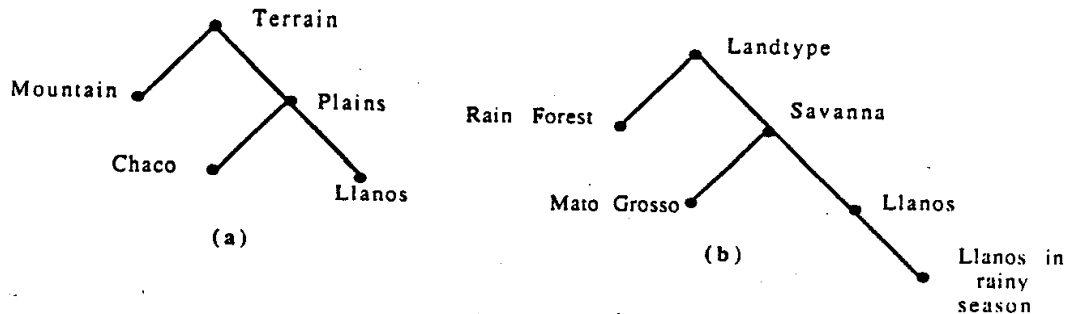 Terrain
Mountain
Plains
Chaco
Llanos
(a)
Landtype
Rain Forest
Savanna
Mato Grosso
Llanos
(b)
Llanos in
rainy
season